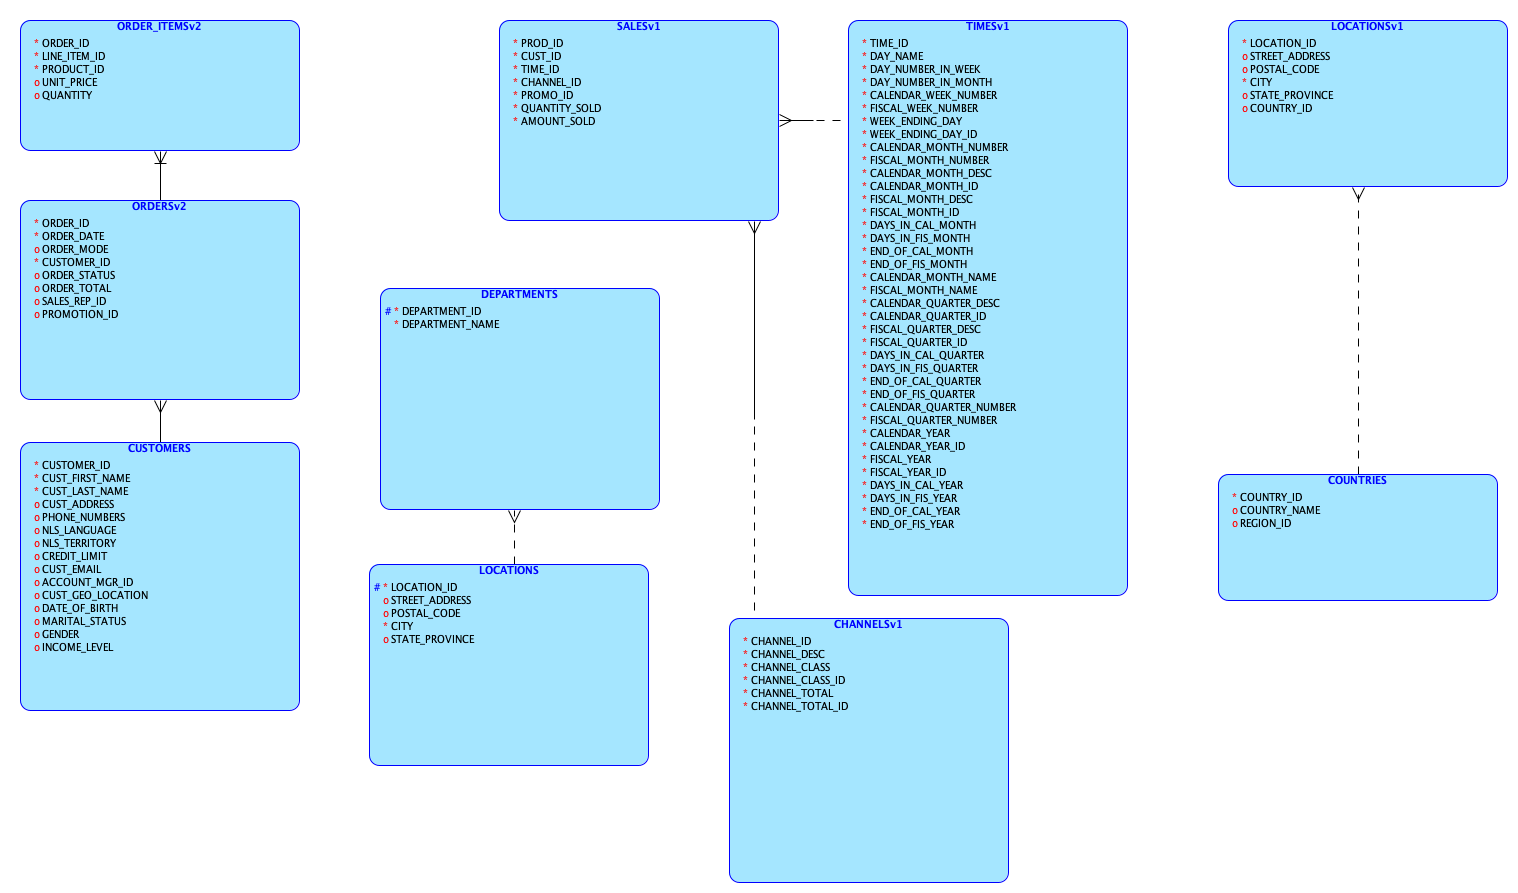 ORDER_ITEMSv2
* ORDER_ID
* LINE_ITEM_ID
* PRODUCT_ID
o UNIT_PRICE
o QUANTITY
ORDERSv2
* ORDER_ID
* ORDER_DATE
o ORDER_MODE
* CUSTOMER_ID
o ORDER_STATUS
o ORDER_TOTAL
o SALES_REP_ID
o PROMOTION_ID
CUSTOMERS
* CUSTOMER_ID
* CUST_FIRST_NAME
* CUST_LAST_NAME
o CUST_ADDRESS
o PHONE_NUMBERS
o NLS_LANGUAGE
o NLS_TERRITORY
o CREDIT_LIMIT
o CUST_EMAIL
o ACCOUNT_MGR_ID
o CUST_GEO_LOCATION
o DATE_OF_BIRTH
o MARITAL_STATUS
o GENDER
o INCOME_LEVEL
SALESv1
* PROD_ID
* CUST_ID
* TIME_ID
* CHANNEL_ID
* PROMO_ID
* QUANTITY_SOLD
* AMOUNT_SOLD
DEPARTMENTS
# * DEPARTMENT_ID
* DEPARTMENT_NAME
LOCATIONS
# * LOCATION_ID
o STREET_ADDRESS
o POSTAL_CODE
* CITY
o STATE_PROVINCE
TIMESv1
* TIME_ID
* DAY_NAME
* DAY_NUMBER_IN_WEEK
* DAY_NUMBER_IN_MONTH
* CALENDAR_WEEK_NUMBER
* FISCAL_WEEK_NUMBER
* WEEK_ENDING_DAY
* WEEK_ENDING_DAY_ID
* CALENDAR_MONTH_NUMBER
* FISCAL_MONTH_NUMBER
* CALENDAR_MONTH_DESC
* CALENDAR_MONTH_ID
* FISCAL_MONTH_DESC
* FISCAL_MONTH_ID
* DAYS_IN_CAL_MONTH
* DAYS_IN_FIS_MONTH
* END_OF_CAL_MONTH
* END_OF_FIS_MONTH
* CALENDAR_MONTH_NAME
* FISCAL_MONTH_NAME
* CALENDAR_QUARTER_DESC
* CALENDAR_QUARTER_ID
* FISCAL_QUARTER_DESC
* FISCAL_QUARTER_ID
* DAYS_IN_CAL_QUARTER
* DAYS_IN_FIS_QUARTER
* END_OF_CAL_QUARTER
* END_OF_FIS_QUARTER
* CALENDAR_QUARTER_NUMBER
* FISCAL_QUARTER_NUMBER
* CALENDAR_YEAR
* CALENDAR_YEAR_ID
* FISCAL_YEAR
* FISCAL_YEAR_ID
* DAYS_IN_CAL_YEAR
* DAYS_IN_FIS_YEAR
* END_OF_CAL_YEAR
* END_OF_FIS_YEAR
CHANNELSv1
* CHANNEL_ID
* CHANNEL_DESC
* CHANNEL_CLASS
* CHANNEL_CLASS_ID
* CHANNEL_TOTAL
* CHANNEL_TOTAL_ID
LOCATIONSv1
* LOCATION_ID
o STREET_ADDRESS
o POSTAL_CODE
* CITY
o STATE_PROVINCE
o COUNTRY_ID
COUNTRIES
* COUNTRY_ID
o COUNTRY_NAME
o REGION_ID